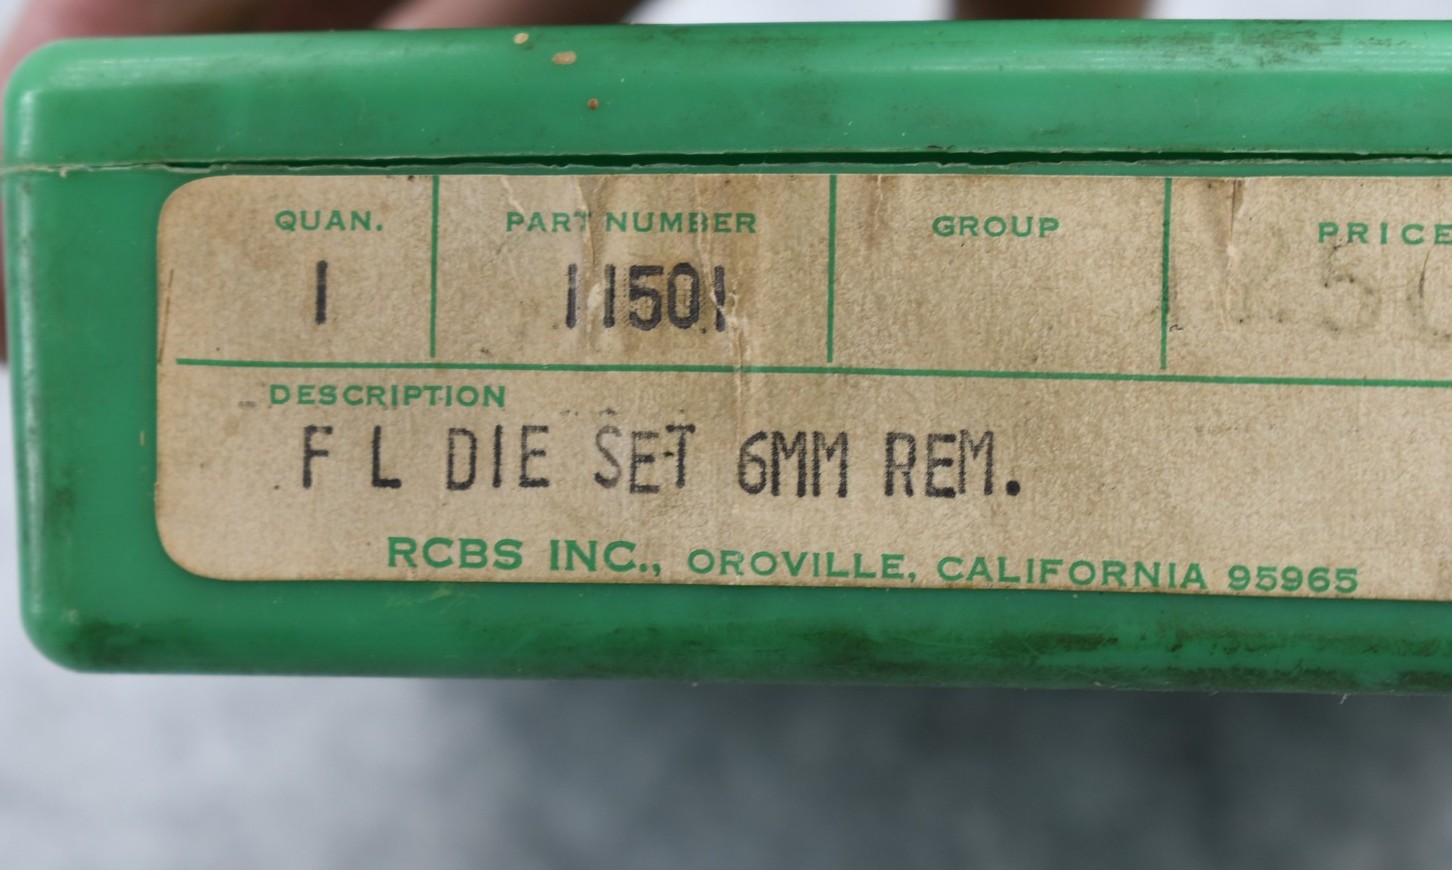 QUAN. PART NUMBER GROUP PRICE
1 11501
DESCRIPTION
F L DIE SET 6MM REM.
RCBS INC., OROVILLE, CALIFORNIA 95965